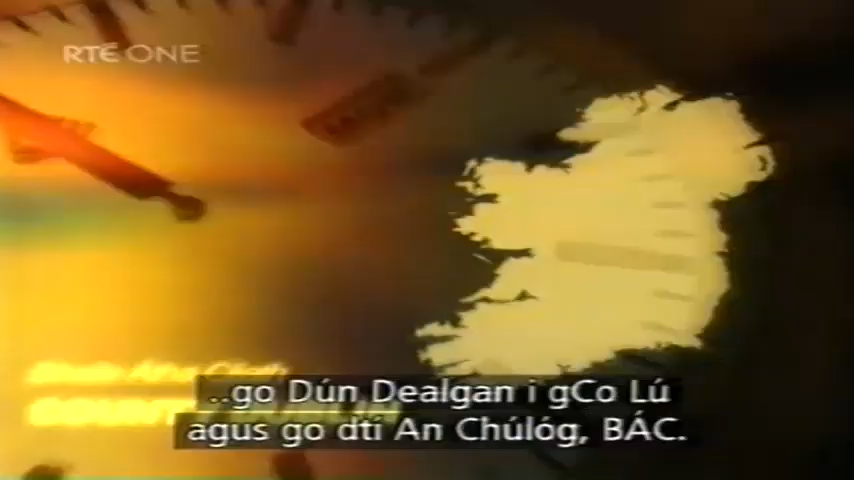 RTÉ ONE
..go Dún Dealgan i gCo Lú
agus go dtí An Chúlóg, BÁC.